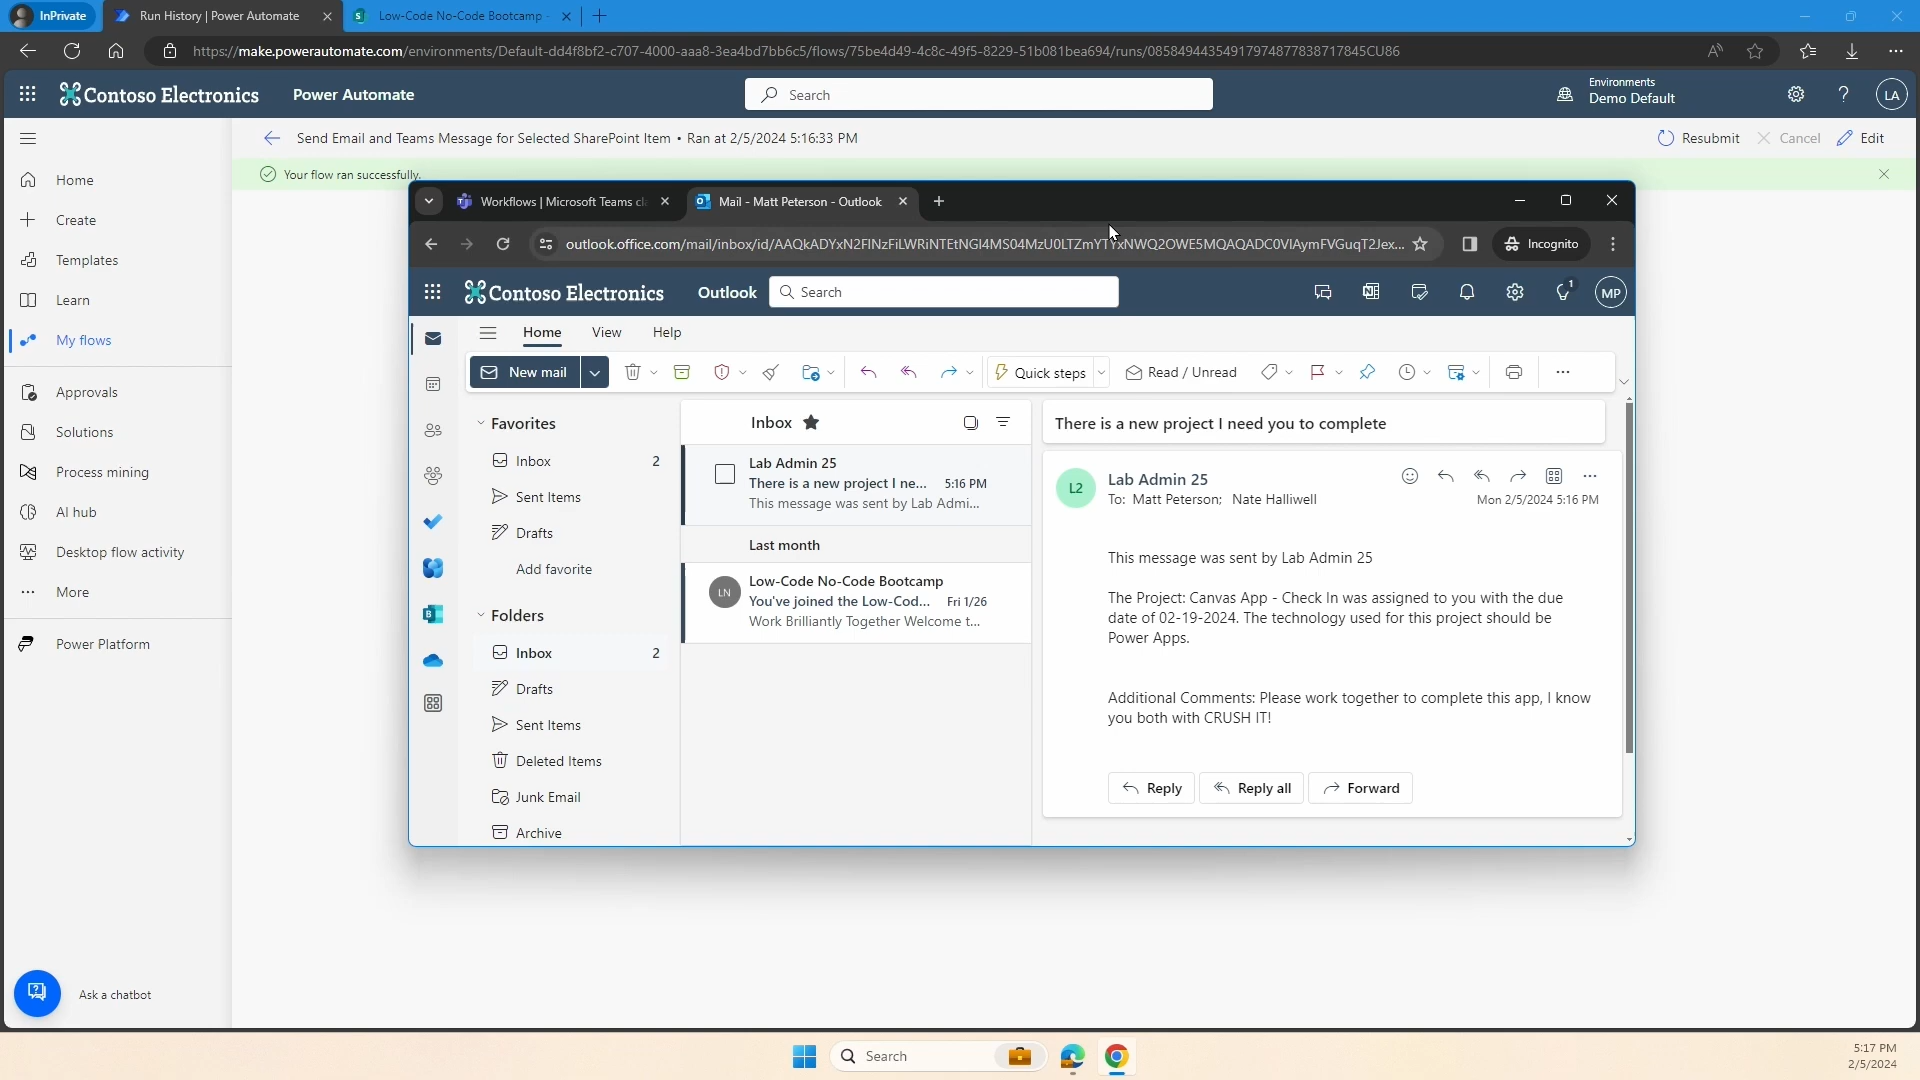 InPrivate
Run History | Power Automate
Low-Code No-Code Bootcamp -
https://make.powerautomate.com/environments/Default-dd4f8bf2-c707-4000-aaa8-3ea4bd7bb6c5/flows/75be4d49-4c8c-49f5-8229-51b081bea694/runs/08584944354917974877838717845CU86
Contoso Electronics
Power Automate
Search
Environments
Demo Default
LA
Send Email and Teams Message for Selected SharePoint Item • Ran at 2/5/2024 5:16:33 PM
Resubmit
Cancel
Edit
Your flow ran successfully.
Home
Create
Templates
Learn
My flows
Approvals
Solutions
Process mining
AI hub
Desktop flow activity
More
Power Platform
Ask a chatbot
Workflows | Microsoft Teams cl
Mail - Matt Peterson - Outlook
Incognito
Contoso Electronics
Outlook
Search
1
MP
Home
View
Help
New mail
Quick steps
Read / Unread
Favorites
Inbox 2
Sent Items
Drafts
Add favorite
Folders
Inbox 2
Drafts
Sent Items
Deleted Items
Junk Email
Archive
Inbox
Lab Admin 25
There is a new project I ne... 5:16 PM
This message was sent by Lab Admi...
Last month
LN
Low-Code No-Code Bootcamp
You've joined the Low-Cod... Fri 1/26
Work Brilliantly Together Welcome t...
There is a new project I need you to complete
L2
Lab Admin 25
To: Matt Peterson; Nate Halliwell
Mon 2/5/2024 5:16 PM
This message was sent by Lab Admin 25
The Project: Canvas App - Check In was assigned to you with the due
date of 02-19-2024. The technology used for this project should be
Power Apps.
Additional Comments: Please work together to complete this app, I know
you both with CRUSH IT!
Reply
Reply all
Forward
Search
5:17 PM
2/5/2024